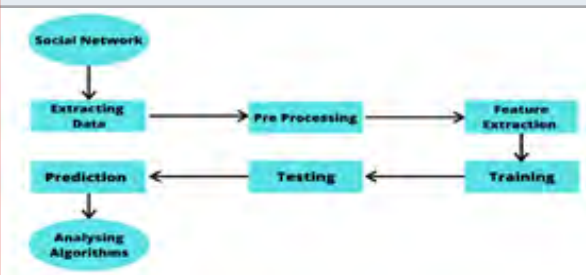 Social Network
Extracting
Data
Pre Processing
Feature
Extraction
Prediction
Testing
Training
Analysing
Algorithms